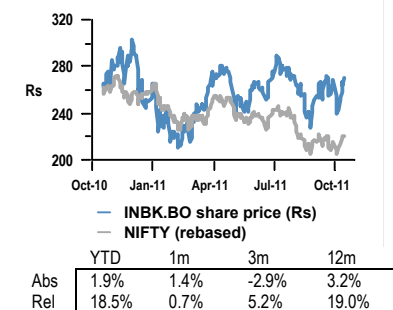 320
280
Rs
240
200
Oct-10 Jan-11 Apr-11 Jul-11 Oct-11
INBK.BO share price (Rs)
NIFTY (rebased)
YTD 1m 3m 12m
Abs 1.9% 1.4% -2.9% 3.2%
Rel 18.5% 0.7% 5.2% 19.0%